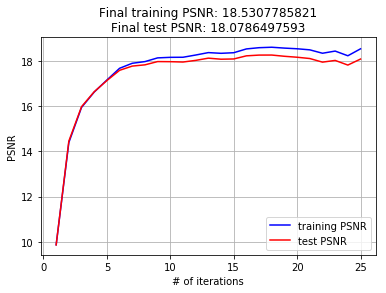 Final training PSNR: 18.5307785821
Final test PSNR: 18.0786497593
18
16
14
12
10
PSNR
0
5
10
15
20
25
# of iterations
training PSNR
test PSNR